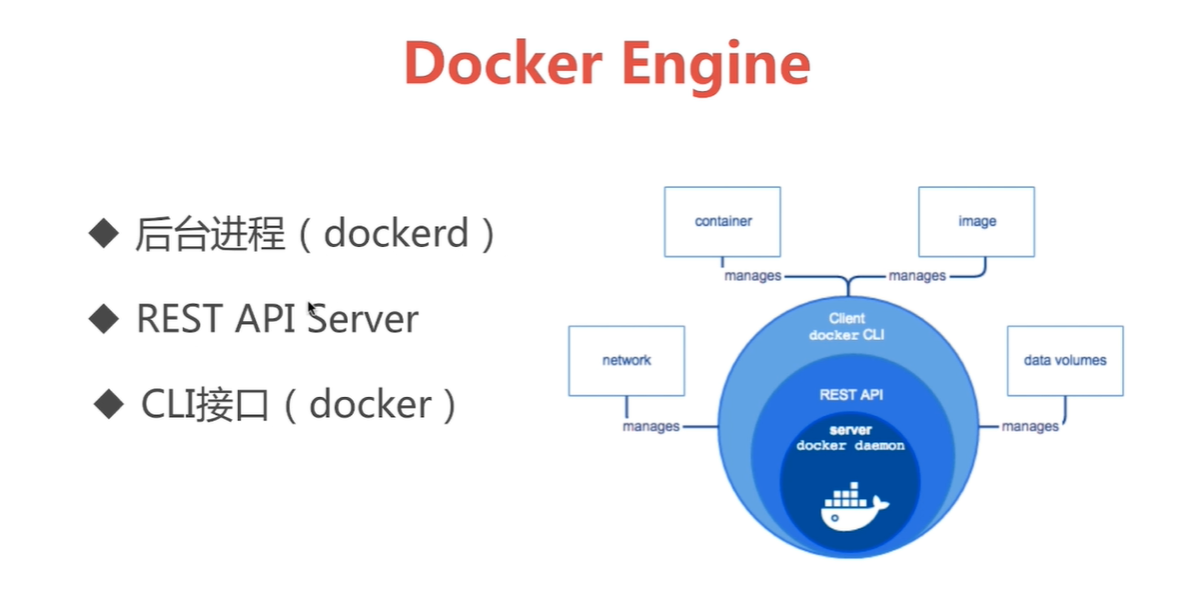 Docker Engine
◆ 后台进程（dockerd）
◆ REST API Server
◆ CLI接口（docker）
container
image
manages
manages
Client
docker CLI
network
data volumes
REST API
manages
manages
server
docker daemon